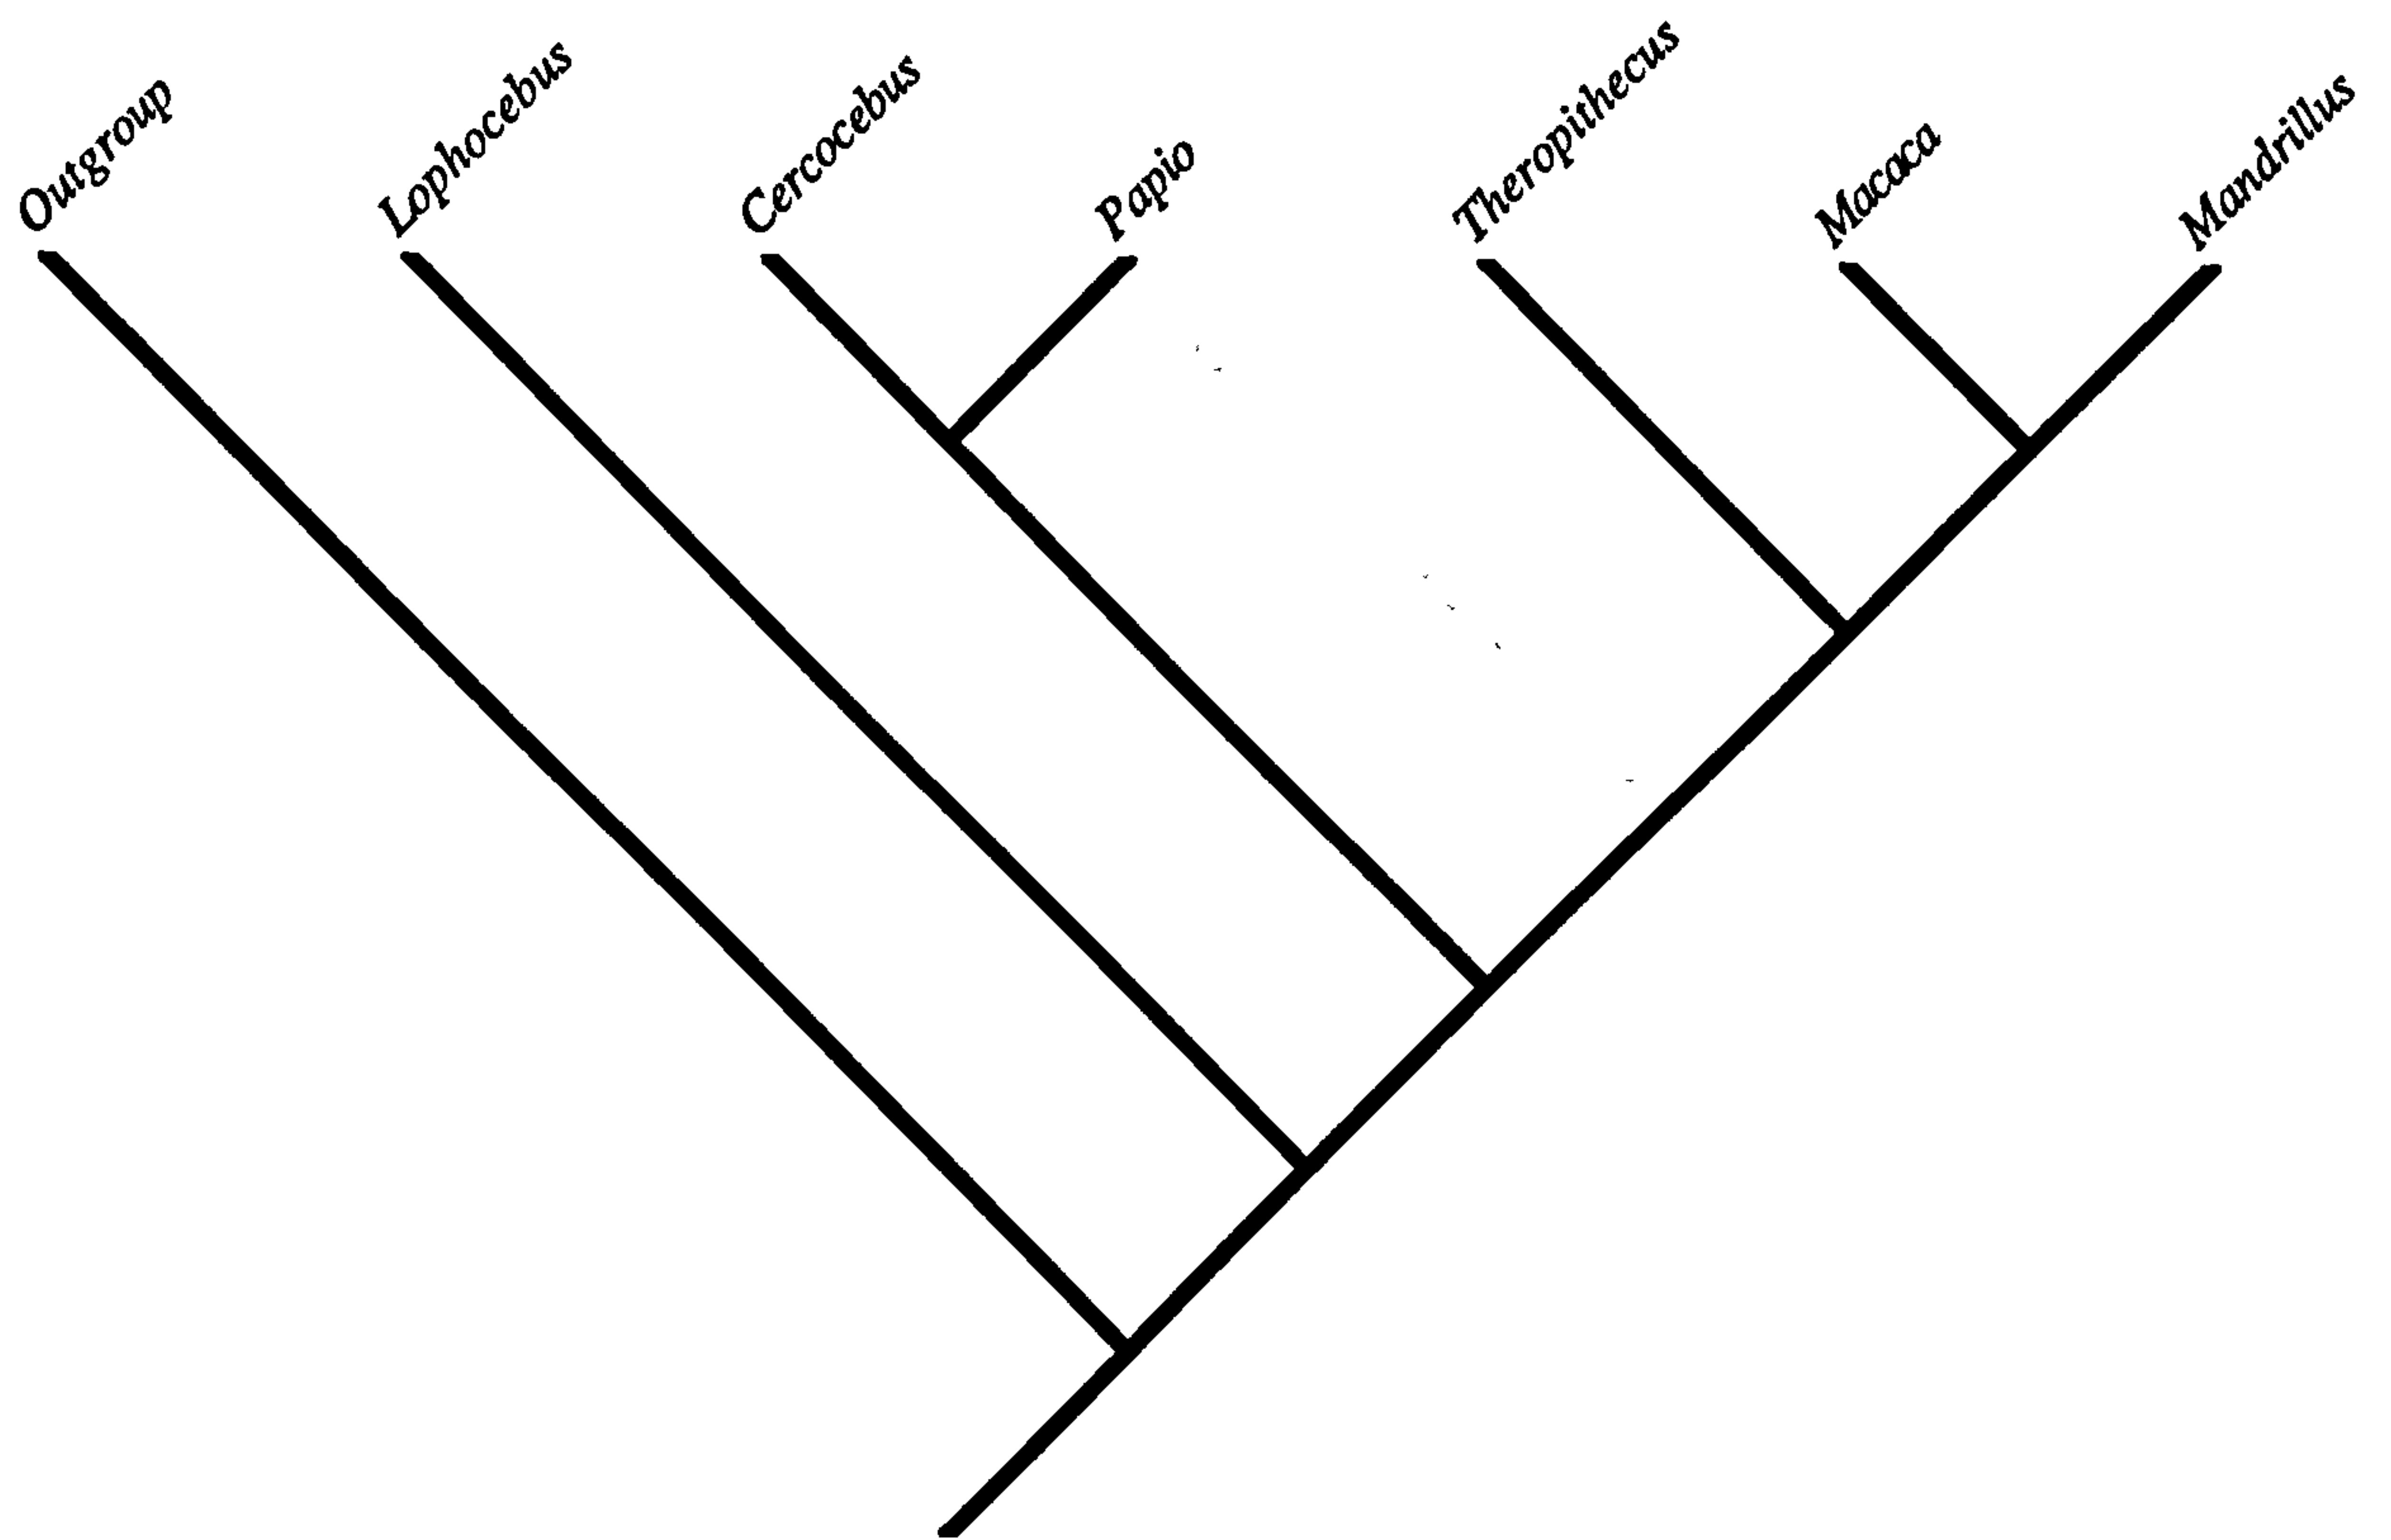 Outgroup
Lophocebus
Cercocebus
Papio
Theropithecus
Macaca
Mandrillus